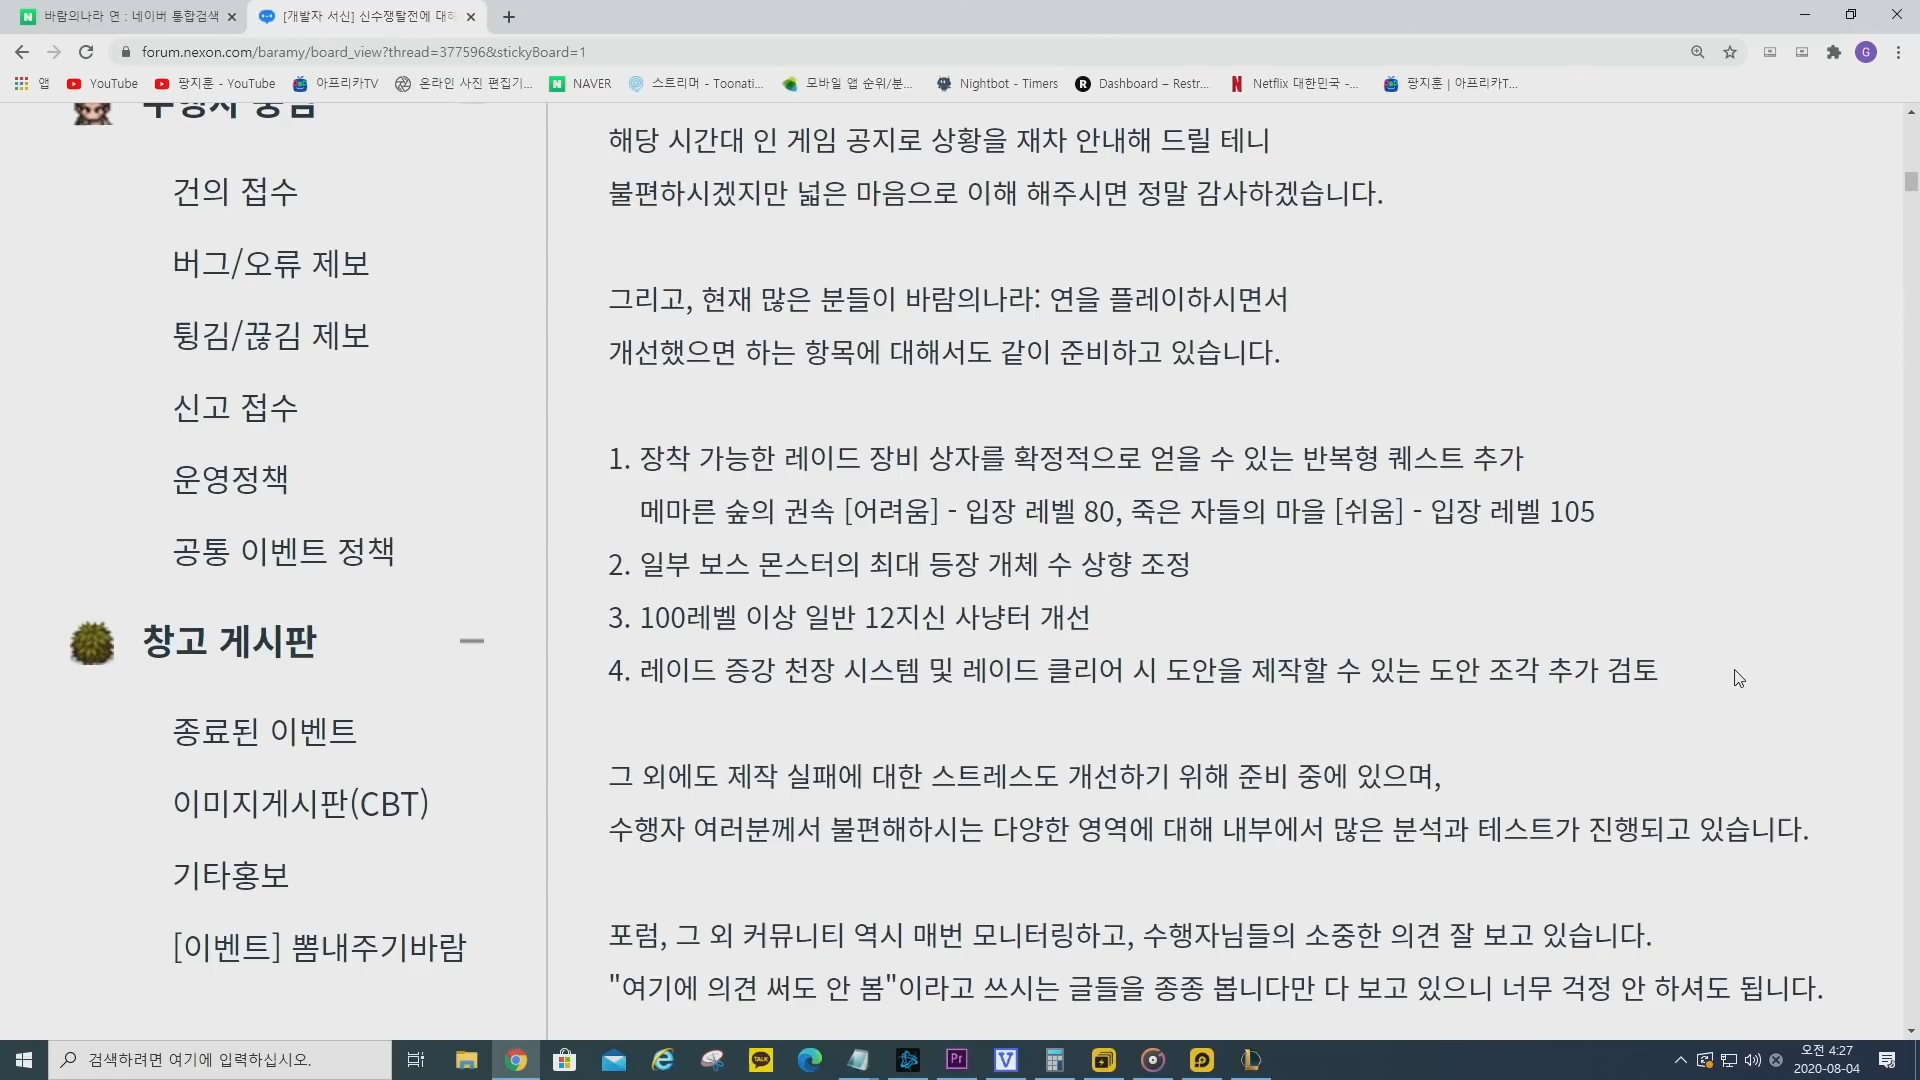 바람의나라 연 : 네이버 통합검색
[개발자 서신] 신수쟁탈전에 대해
forum.nexon.com/baramy/board_view?thread=377596&stickyBoard=1
G
앱
YouTube
팡지훈 - YouTube
아프리카TV
온라인 사진 편집기...
NAVER
스트리머 - Toonati...
모바일 앱 순위/분...
Nightbot - Timers
Dashboard – Restr...
Netflix 대한민국 -...
팡지훈 | 아프리카T...
건의 접수
버그/오류 제보
튕김/끊김 제보
신고 접수
운영정책
공통 이벤트 정책
창고 게시판
종료된 이벤트
이미지게시판(CBT)
기타홍보
[이벤트] 뽐내주기바람
해당 시간대 인 게임 공지로 상황을 재차 안내해 드릴 테니
불편하시겠지만 넓은 마음으로 이해 해주시면 정말 감사하겠습니다.
그리고, 현재 많은 분들이 바람의나라: 연을 플레이하시면서
개선했으면 하는 항목에 대해서도 같이 준비하고 있습니다.
1. 장착 가능한 레이드 장비 상자를 확정적으로 얻을 수 있는 반복형 퀘스트 추가
메마른 숲의 권속 [어려움] - 입장 레벨 80, 죽은 자들의 마을 [쉬움] - 입장 레벨 105
2. 일부 보스 몬스터의 최대 등장 개체 수 상향 조정
3. 100레벨 이상 일반 12지신 사냥터 개선
4. 레이드 증강 천장 시스템 및 레이드 클리어 시 도안을 제작할 수 있는 도안 조각 추가 검토
그 외에도 제작 실패에 대한 스트레스도 개선하기 위해 준비 중에 있으며,
수행자 여러분께서 불편해하시는 다양한 영역에 대해 내부에서 많은 분석과 테스트가 진행되고 있습니다.
포럼, 그 외 커뮤니티 역시 매번 모니터링하고, 수행자님들의 소중한 의견 잘 보고 있습니다.
"여기에 의견 써도 안 봄"이라고 쓰시는 글들을 종종 봅니다만 다 보고 있으니 너무 걱정 안 하셔도 됩니다.
검색하려면 여기에 입력하십시오.
TALK
Pr
오전 4:27
2020-08-04